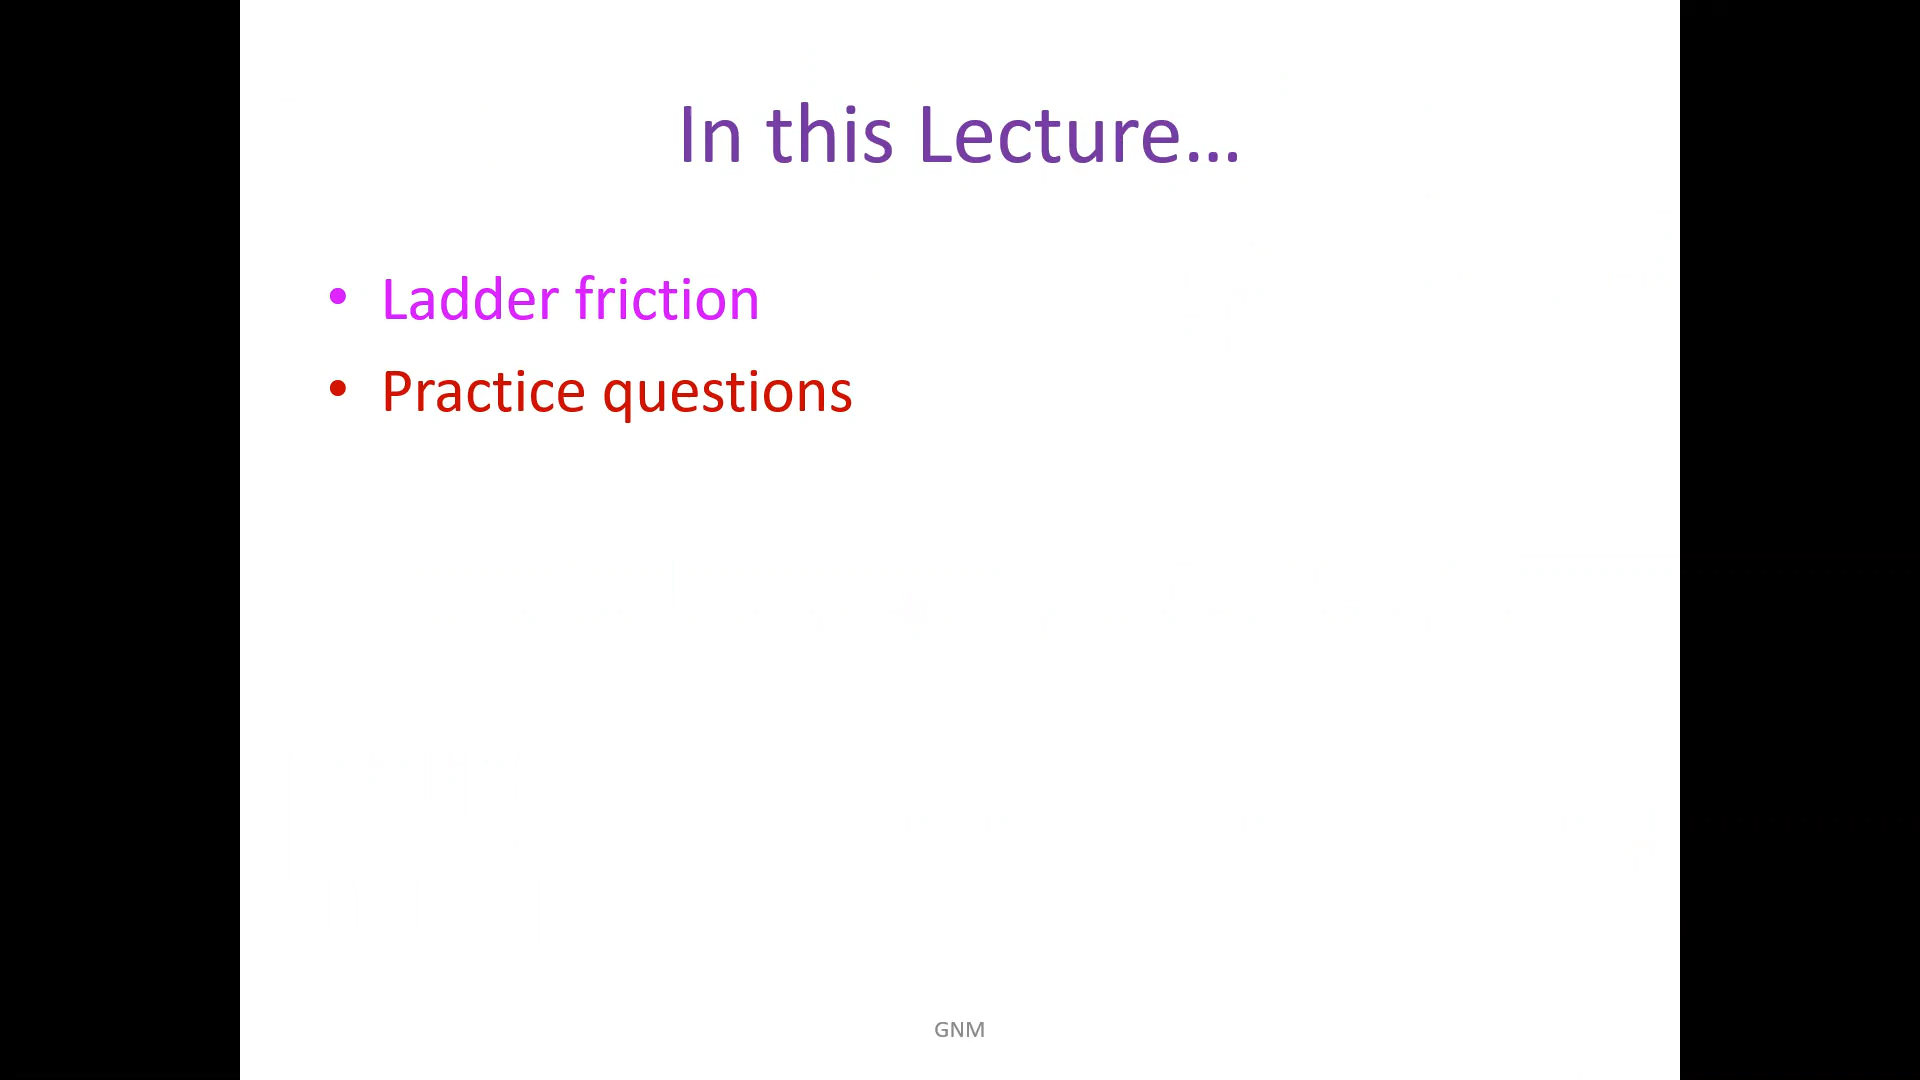 In this Lecture...
• Ladder friction
• Practice questions
GNM